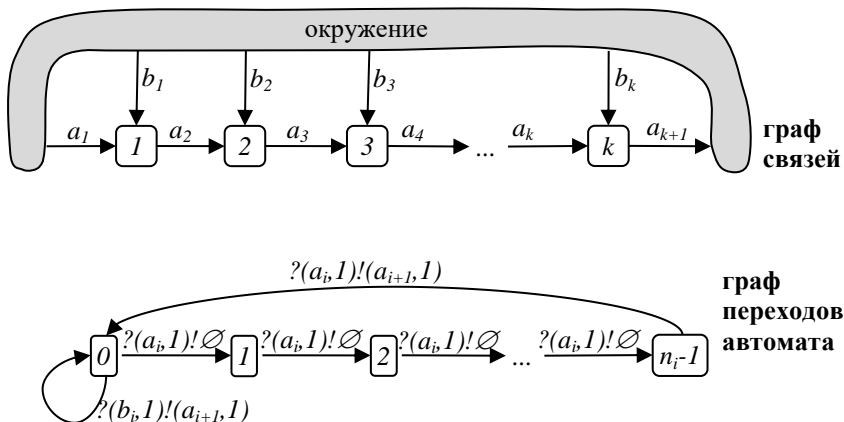 окружение
b₁ b₂ b₃ bₖ
a₁ 1 a₂ 2 a₃ 3 a₄ ... aₖ k aₖ₊₁
граф
связей
?(aᵢ,1)!(aᵢ₊₁,1)
граф
переходов
автомата
?(aᵢ,1)!∅ ?(aᵢ,1)!∅ ?(aᵢ,1)!∅ ?(aᵢ,1)!∅
0 1 2 ... nᵢ-1
?(bᵢ,1)!(aᵢ₊₁,1)